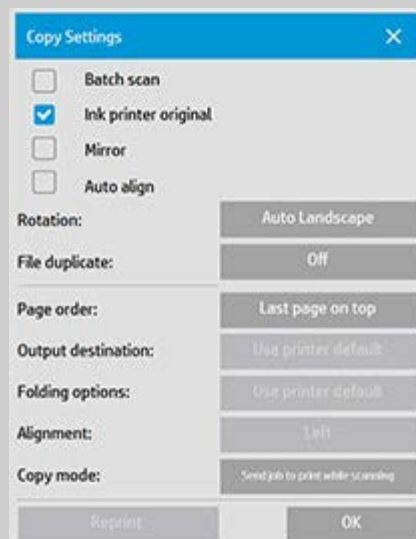 Copy Settings
Batch scan
Ink printer original
Mirror
Auto align
Rotation: Auto Landscape
File duplicate: Off
Page order: Last page on top
Output destination: Use printer default
Folding options: Use printer default
Alignment: Left
Copy mode: Send job to print while scanning
Reprint OK